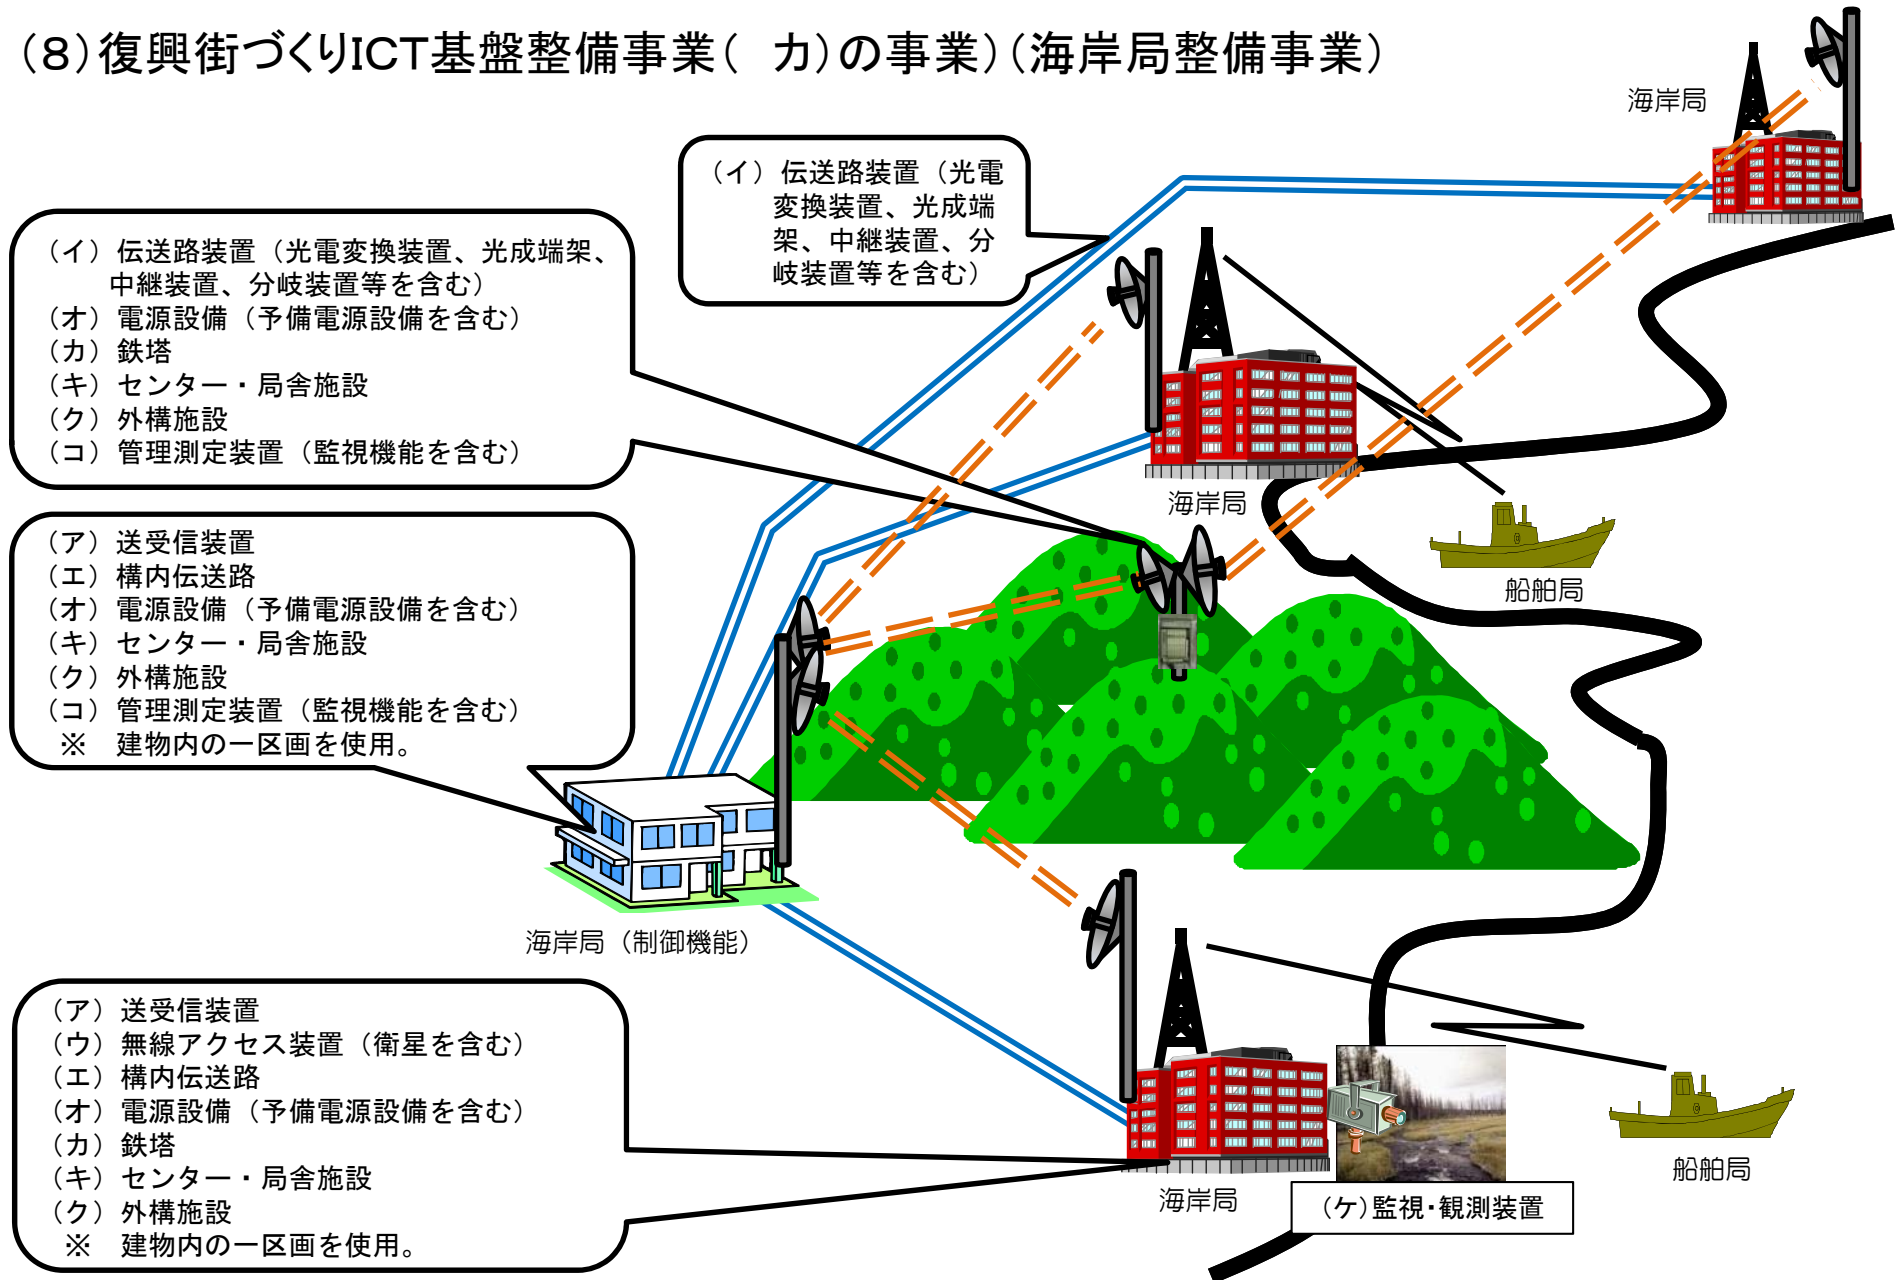 (8)復興街づくりICT基盤整備事業(　カ)の事業)(海岸局整備事業)
海岸局
(イ) 伝送路装置(光電
変換装置、光成端
架、中継装置、分
岐装置等を含む)
(イ) 伝送路装置(光電変換装置、光成端架、
中継装置、分岐装置等を含む)
(オ) 電源設備(予備電源設備を含む)
(カ) 鉄塔
(キ) センター・局舎施設
(ク) 外構施設
(コ) 管理測定装置(監視機能を含む)
海岸局
船舶局
(ア) 送受信装置
(エ) 構内伝送路
(オ) 電源設備(予備電源設備を含む)
(キ) センター・局舎施設
(ク) 外構施設
(コ) 管理測定装置(監視機能を含む)
※　建物内の一区画を使用。
海岸局(制御機能)
(ア) 送受信装置
(ウ) 無線アクセス装置(衛星を含む)
(エ) 構内伝送路
(オ) 電源設備(予備電源設備を含む)
(カ) 鉄塔
(キ) センター・局舎施設
(ク) 外構施設
※　建物内の一区画を使用。
海岸局
(ケ)監視・観測装置
船舶局